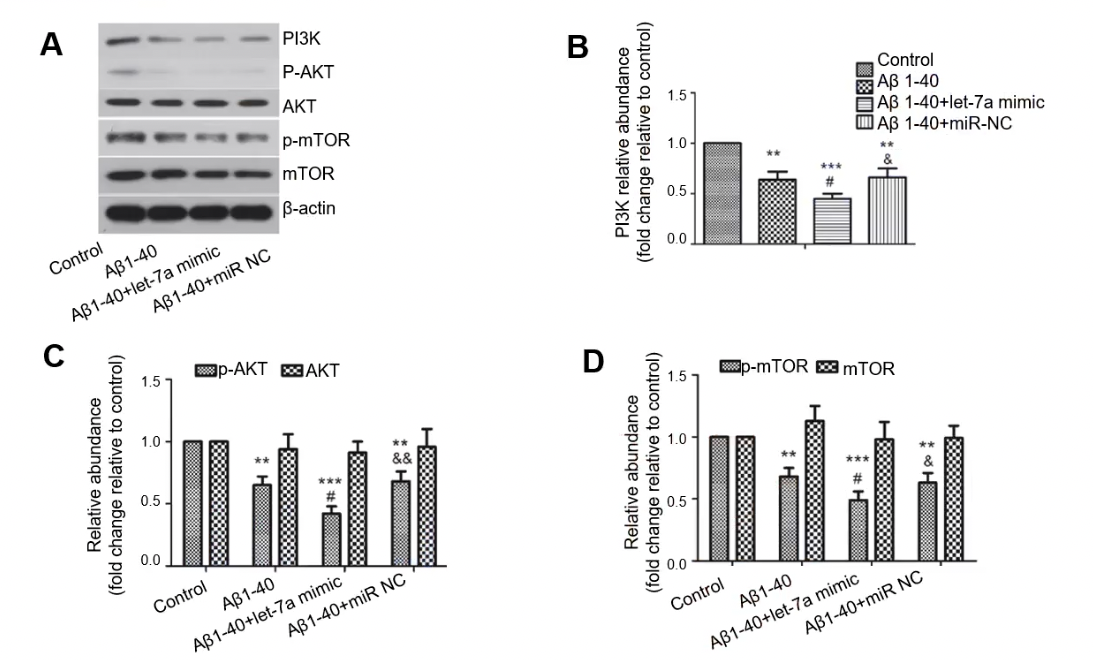 A
PI3K
P-AKT
AKT
p-mTOR
mTOR
β-actin
Control
Aβ1-40
Aβ1-40+let-7a mimic
Aβ1-40+miR NC
B
PI3K relative abundance
(fold change relative to control)
Control
Aβ 1-40
Aβ 1-40+let-7a mimic
Aβ 1-40+miR-NC
1.5
1.0
0.5
0.0
**
***
#
**
&
C
Relative abundance
(fold change relative to control)
p-AKT
AKT
1.5
1.0
0.5
0.0
**
***
#
**
&&
Control
Aβ1-40
Aβ1-40+let-7a mimic
Aβ1-40+miR NC
D
Relative abundance
(fold change relative to control)
p-mTOR
mTOR
1.5
1.0
0.5
0.0
**
***
#
**
&
Control
Aβ1-40
Aβ1-40+let-7a mimic
Aβ1-40+miR NC